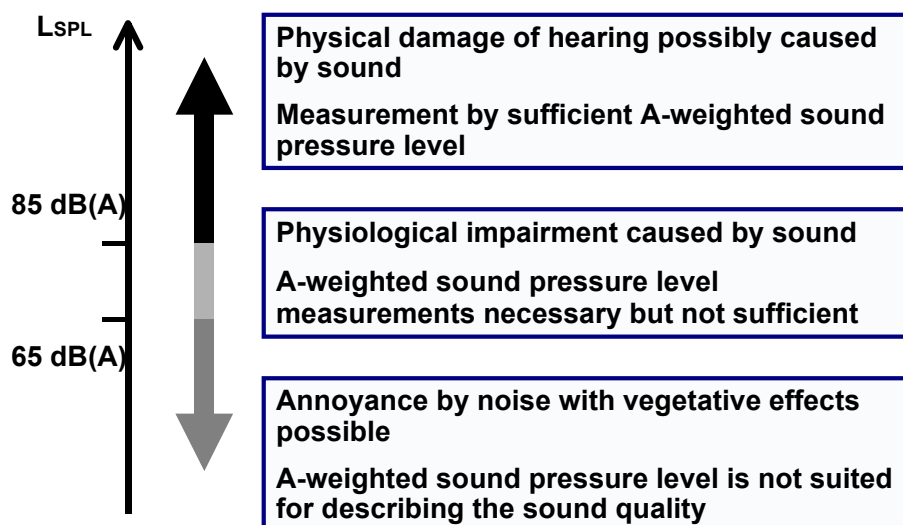 LSPL
Physical damage of hearing possibly caused
by sound
Measurement by sufficient A-weighted sound
pressure level
85 dB(A)
Physiological impairment caused by sound
A-weighted sound pressure level
measurements necessary but not sufficient
65 dB(A)
Annoyance by noise with vegetative effects
possible
A-weighted sound pressure level is not suited
for describing the sound quality